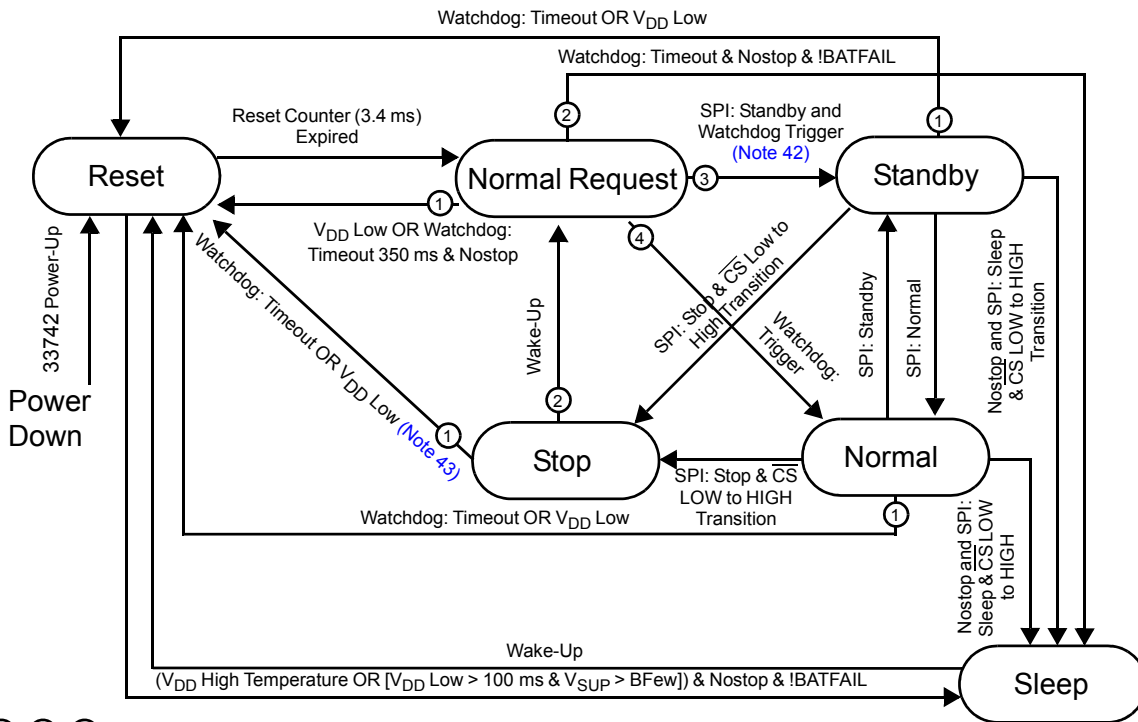 Watchdog: Timeout OR VDD Low
Watchdog: Timeout & Nostop & !BATFAIL
2
1
Reset Counter (3.4 ms)
Expired
SPI: Standby and
Watchdog Trigger
(Note 42)
Reset
Normal Request
3
Standby
1
4
VDD Low OR Watchdog:
Timeout 350 ms & Nostop
33742 Power-Up
Power
Down
Watchdog: Timeout OR VDD Low (Note 43)
Wake-Up
SPI: Stop & CS Low to
High Transition
Watchdog:
Trigger
SPI: Standby
SPI: Normal
Nostop and SPI: Sleep
& CS LOW to HIGH
Transition
2
1
Stop
Normal
SPI: Stop & CS
LOW to HIGH
Transition
1
Watchdog: Timeout OR VDD Low
Nostop and SPI:
Sleep & CS LOW
to HIGH
Wake-Up
(VDD High Temperature OR [VDD Low > 100 ms & VSUP > BFew]) & Nostop & !BATFAIL
Sleep